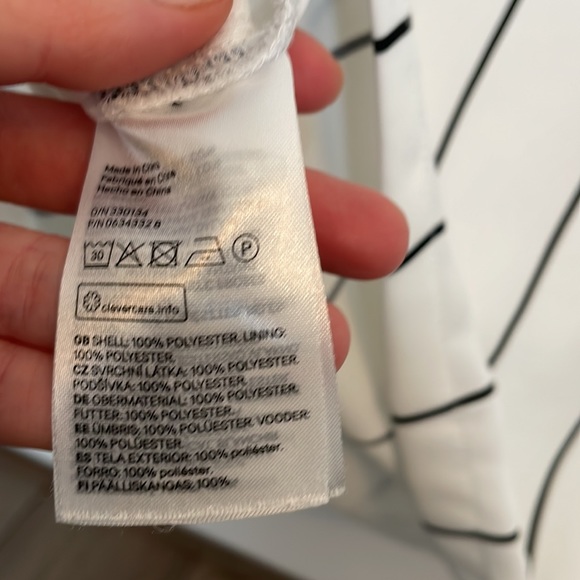 Made in China
Fabriqué en Chine
Hecho en China
O/N 330134
P/N 0634332 8
30
P
clevercare.info
GB SHELL: 100% POLYESTER. LINING:
100% POLYESTER.
CZ SVRCHNÍ LÁTKA: 100% POLYESTER.
PODŠÍVKA: 100% POLYESTER.
DE OBERMATERIAL: 100% POLYESTER.
FUTTER: 100% POLYESTER.
EE ÜMBRIS: 100% POLÜESTER. VOODER:
100% POLÜESTER.
ES TELA EXTERIOR: 100% poliéster.
FORRO: 100% poliéster.
FI PÄÄLLISKANGAS: 100%